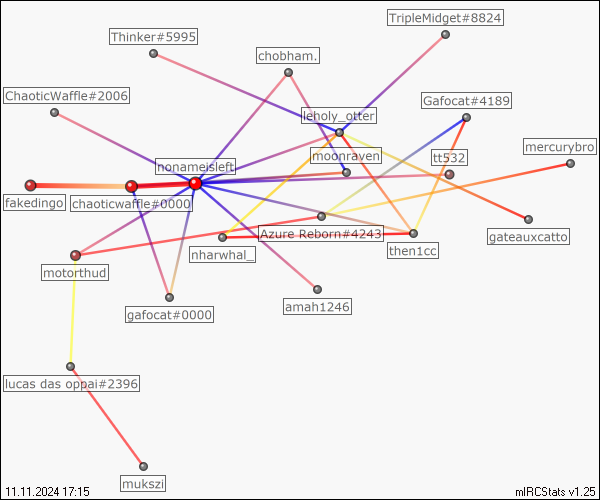 TripleMidget#8824
Thinker#5995
chobham.
ChaoticWaffle#2006
Gafocat#4189
leholy_otter
mercurybro
moonraven
tt532
nonameisleft
fakedingo
chaoticwaffle#0000
Azure Reborn#4243
gateauxcatto
then1cc
nharwhal_
motorthud
amah1246
gafocat#0000
lucas das oppai#2396
mukszi
11.11.2024 17:15
mIRCStats v1.25